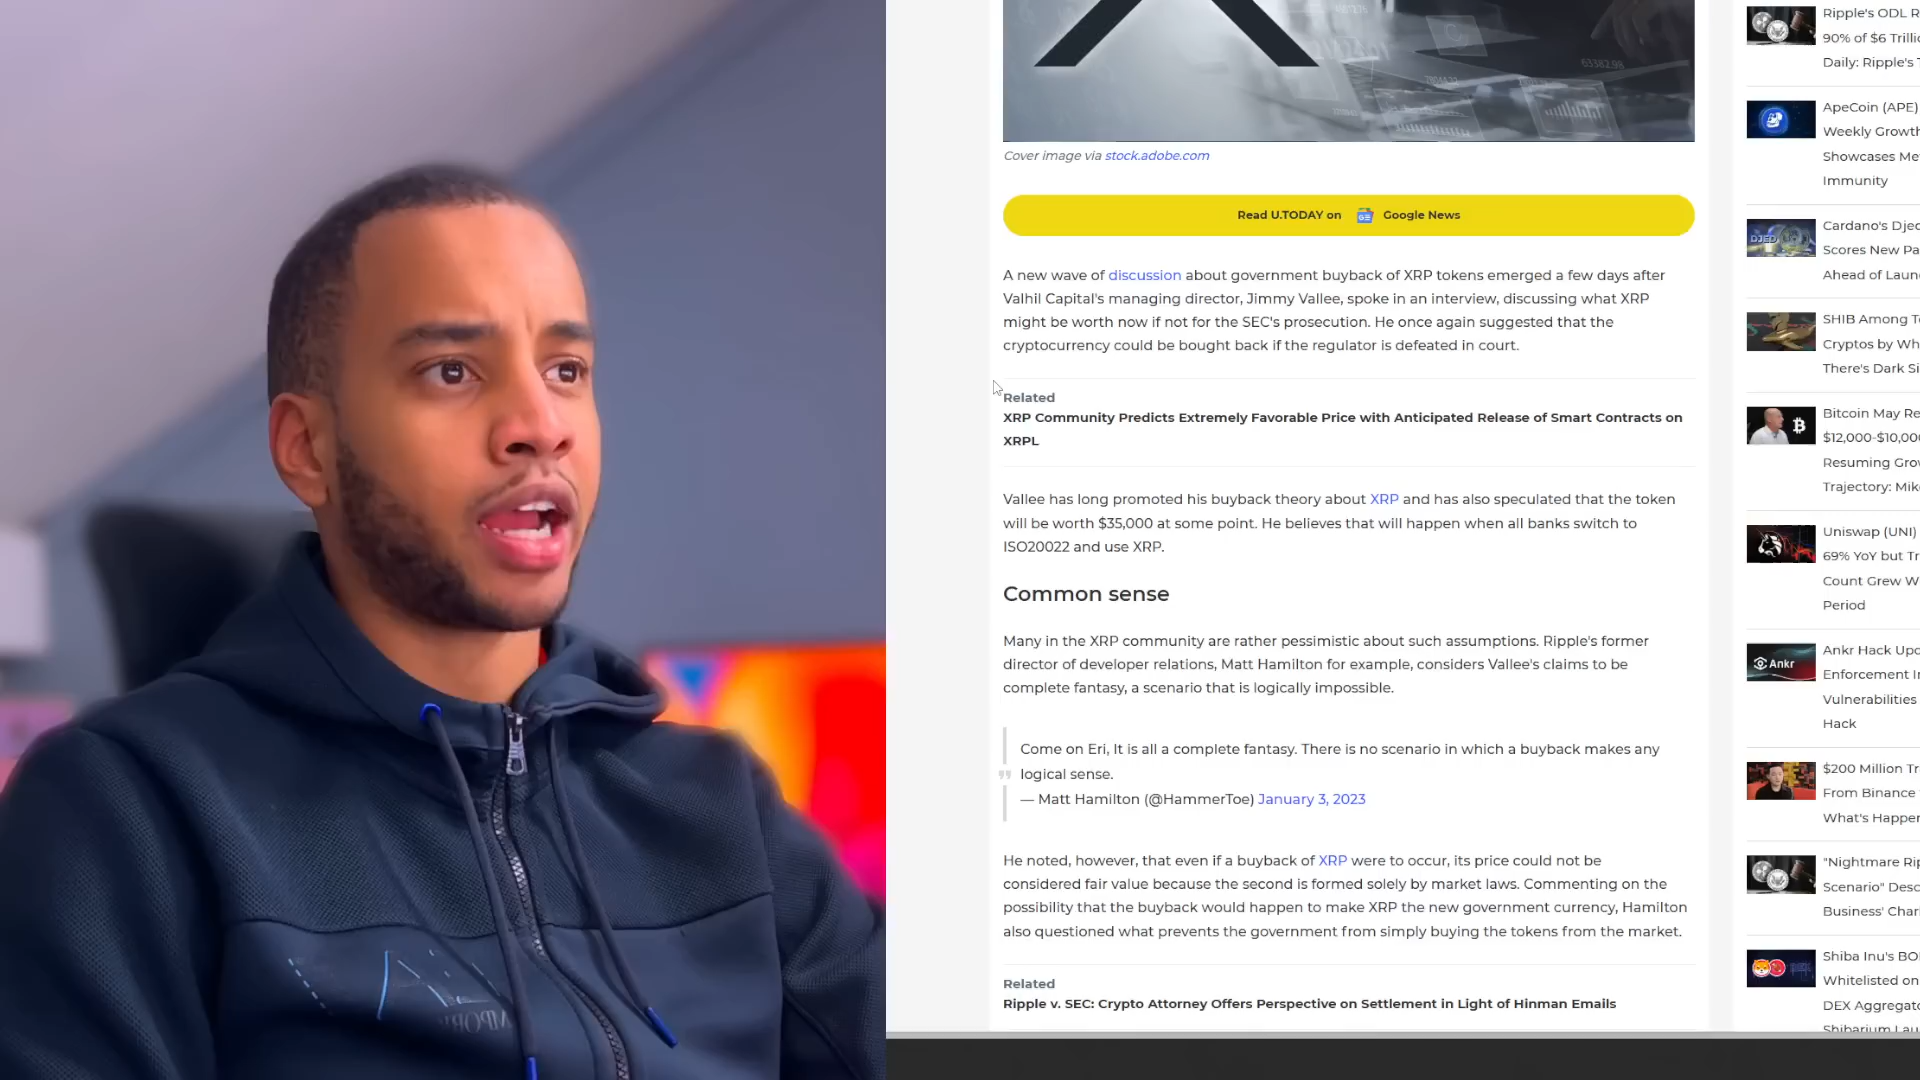 Cover image via stock.adobe.com
Read U.TODAY on Google News
A new wave of discussion about government buyback of XRP tokens emerged a few days after
Valhil Capital's managing director, Jimmy Vallee, spoke in an interview, discussing what XRP
might be worth now if not for the SEC's prosecution. He once again suggested that the
cryptocurrency could be bought back if the regulator is defeated in court.
Related
XRP Community Predicts Extremely Favorable Price with Anticipated Release of Smart Contracts on
XRPL
Vallee has long promoted his buyback theory about XRP and has also speculated that the token
will be worth $35,000 at some point. He believes that will happen when all banks switch to
ISO20022 and use XRP.
Common sense
Many in the XRP community are rather pessimistic about such assumptions. Ripple's former
director of developer relations, Matt Hamilton for example, considers Vallee's claims to be
complete fantasy, a scenario that is logically impossible.
Come on Eri, It is all a complete fantasy. There is no scenario in which a buyback makes any
logical sense.
— Matt Hamilton (@HammerToe) January 3, 2023
He noted, however, that even if a buyback of XRP were to occur, its price could not be
considered fair value because the second is formed solely by market laws. Commenting on the
possibility that the buyback would happen to make XRP the new government currency, Hamilton
also questioned what prevents the government from simply buying the tokens from the market.
Related
Ripple v. SEC: Crypto Attorney Offers Perspective on Settlement in Light of Hinman Emails
Ripple's ODL
90% of $6
Daily: Ripple's
ApeCoin (APE)
Weekly
Showcases
Immunity
Cardano's
Scores New
Ahead of
SHIB Among
Cryptos by
There's Dark
Bitcoin May
$12,000-
Resuming
Trajectory:
Uniswap (UNI)
69% YoY but
Count Grew
Period
Ankr Hack
Enforcement
Vulnerabilities
Hack
$200 Million
From Binance
What's
"Nightmare
Scenario"
Business'
Shiba Inu's
Whitelisted on
DEX
DJED
Ankr